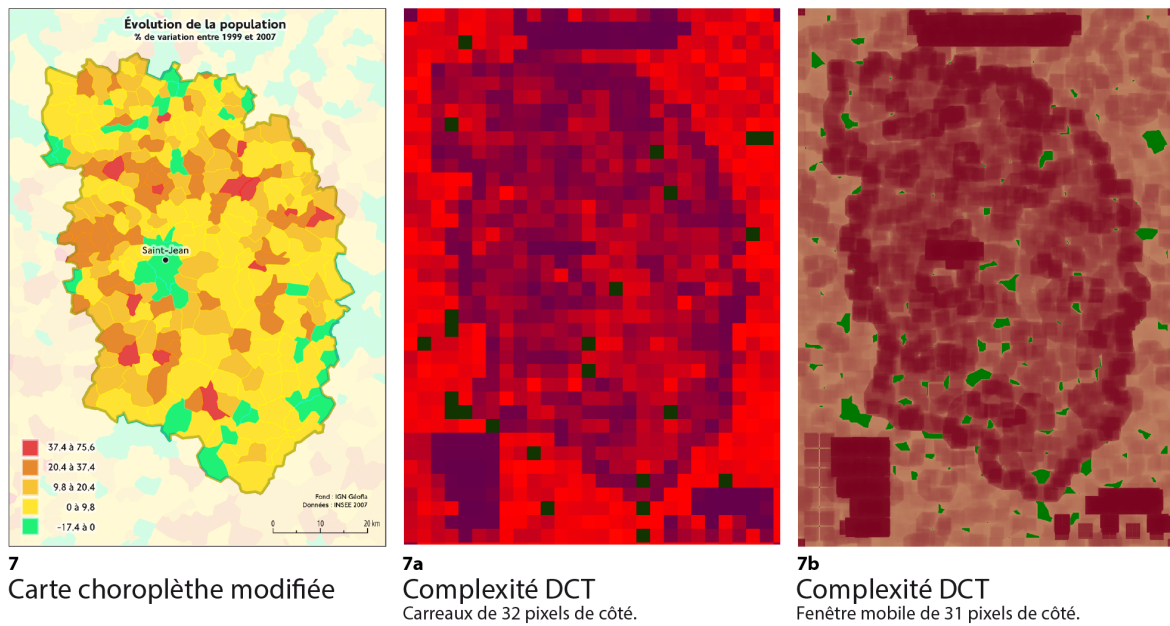 Évolution de la population
% de variation entre 1999 et 2007
Saint-Jean
37.4 à 75,6
20.4 à 37.4
9.8 à 20.4
0 à 9.8
-17.4 à 0
Fond : IGN Géofla
Données : INSEE 2007
0 10 20 km
7
Carte choroplèthe modifiée
7a
Complexité DCT
Carreaux de 32 pixels de côté.
7b
Complexité DCT
Fenêtre mobile de 31 pixels de côté.